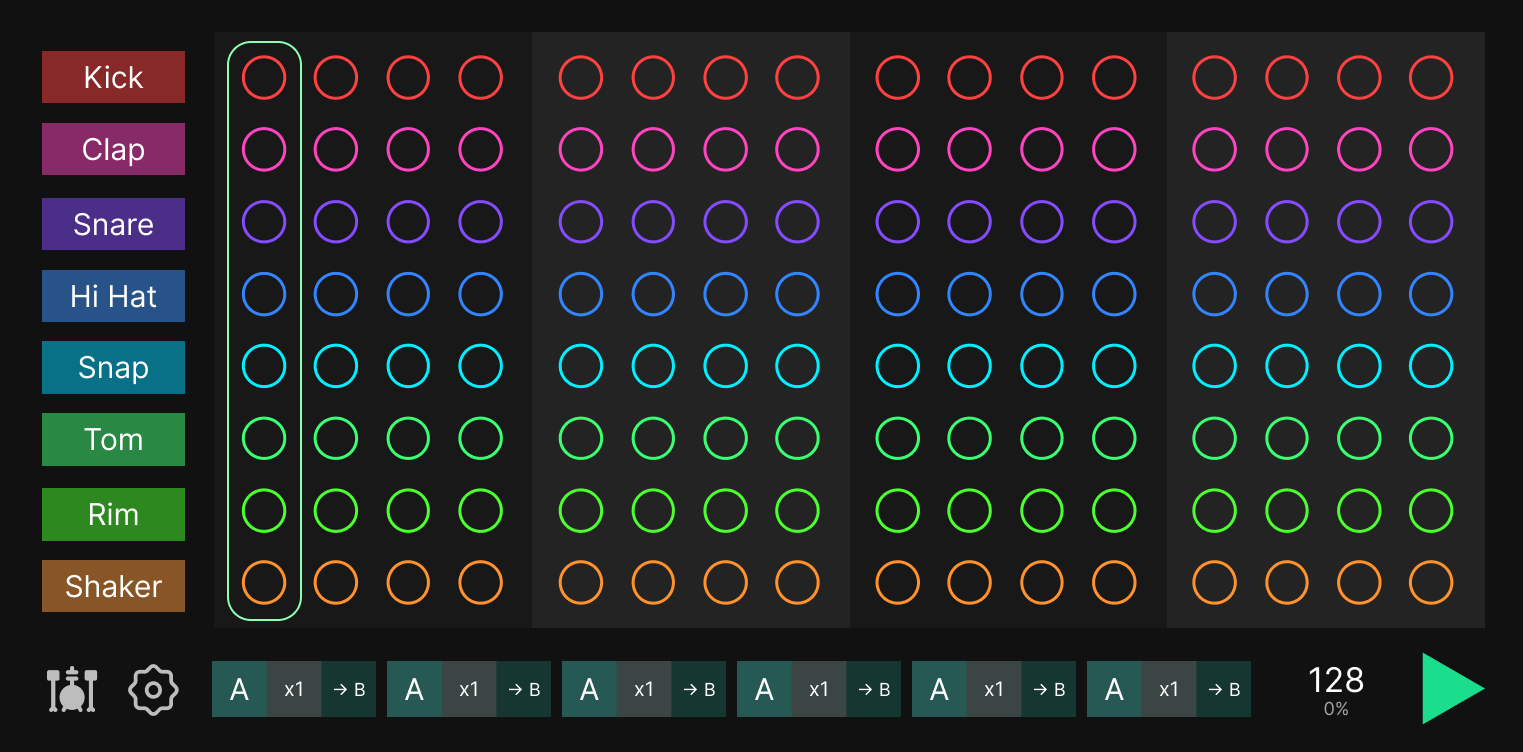 Kick
Clap
Snare
Hi Hat
Snap
Tom
Rim
Shaker
A x1 → B A x1 → B A x1 → B A x1 → B A x1 → B A x1 → B 128
0%